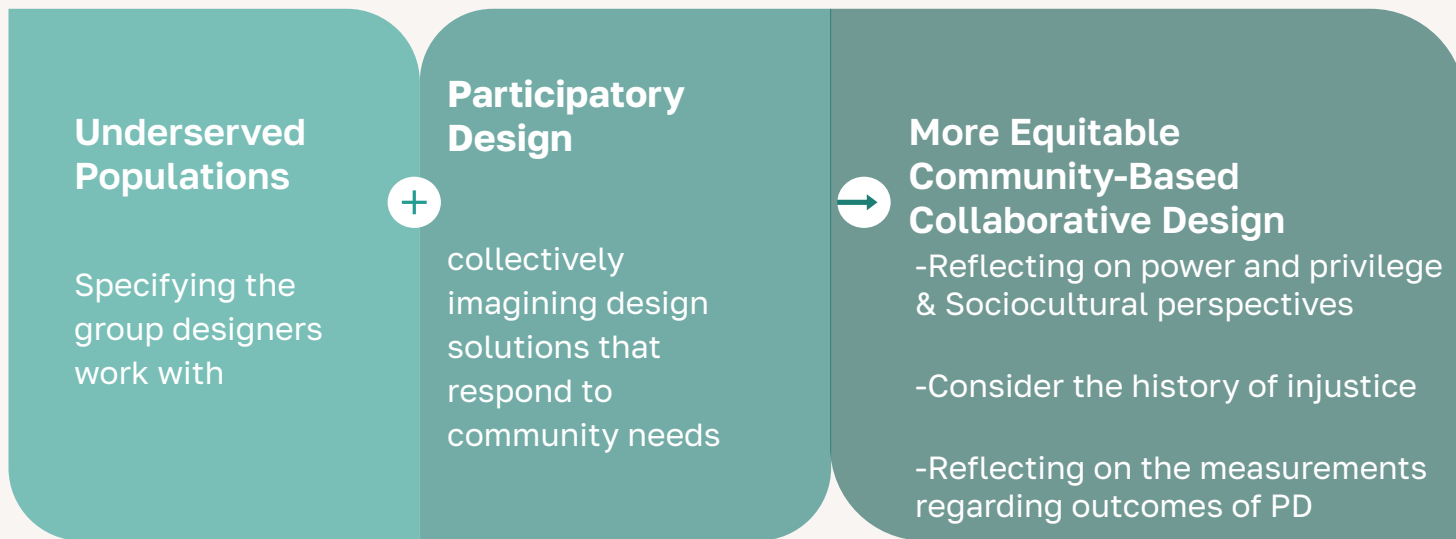 Underserved
Populations
Specifying the
group designers
work with
Participatory
Design
collectively
imagining design
solutions that
respond to
community needs
More Equitable
Community-Based
Collaborative Design
-Reflecting on power and privilege
& Sociocultural perspectives
-Consider the history of injustice
-Reflecting on the measurements
regarding outcomes of PD